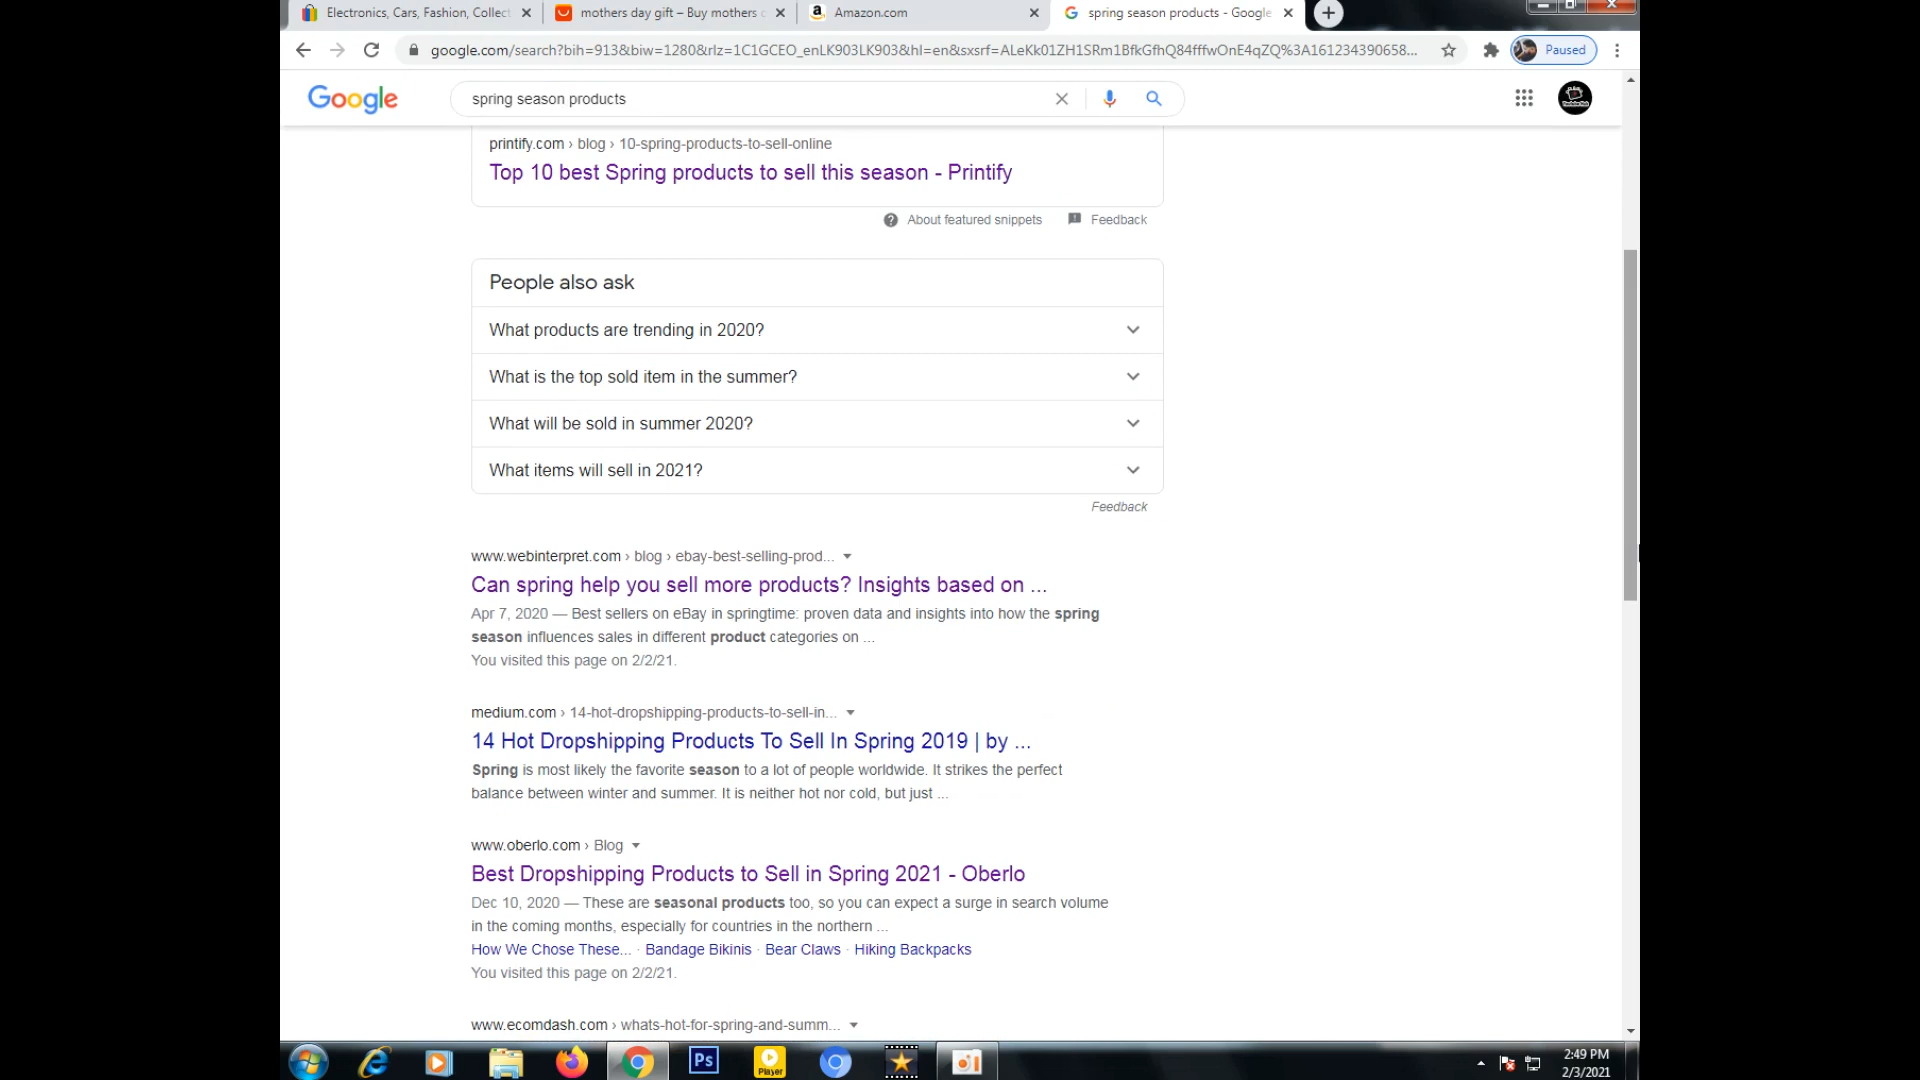 Electronics, Cars, Fashion, Collect
mothers day gift – Buy mothers
Amazon.com
spring season products - Google
google.com/search?bih=913&biw=1280&rlz=1C1GCEO_enLK903LK903&hl=en&sxsrf=ALeKk01ZH1SRm1BfkGfhQ84fffwOnE4qZQ%3A161234390658...
Paused
Google
spring season products
printify.com › blog › 10-spring-products-to-sell-online
Top 10 best Spring products to sell this season - Printify
About featured snippets
Feedback
People also ask
What products are trending in 2020?
What is the top sold item in the summer?
What will be sold in summer 2020?
What items will sell in 2021?
Feedback
www.webinterpret.com › blog › ebay-best-selling-prod...
Can spring help you sell more products? Insights based on ...
Apr 7, 2020 — Best sellers on eBay in springtime: proven data and insights into how the spring
season influences sales in different product categories on ...
You visited this page on 2/2/21.
medium.com › 14-hot-dropshipping-products-to-sell-in...
14 Hot Dropshipping Products To Sell In Spring 2019 | by ...
Spring is most likely the favorite season to a lot of people worldwide. It strikes the perfect
balance between winter and summer. It is neither hot nor cold, but just ...
www.oberlo.com › Blog
Best Dropshipping Products to Sell in Spring 2021 - Oberlo
Dec 10, 2020 — These are seasonal products too, so you can expect a surge in search volume
in the coming months, especially for countries in the northern ...
How We Chose These... · Bandage Bikinis · Bear Claws · Hiking Backpacks
You visited this page on 2/2/21.
www.ecomdash.com › whats-hot-for-spring-and-summ...
Ps
Player
2:49 PM
2/3/2021